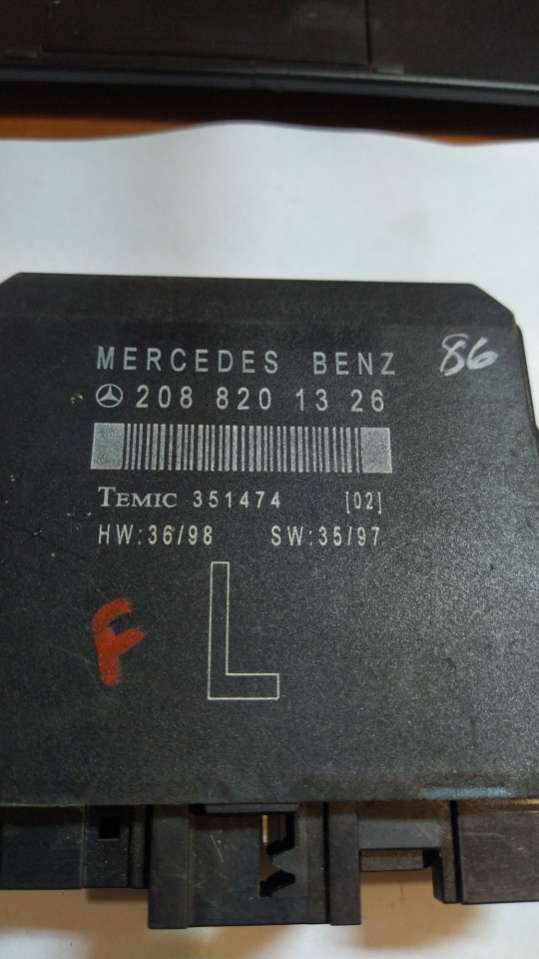 MERCEDES BENZ 86
208 820 13 26
TEMIC 351474 [02]
HW:36/98 SW:35/97
F L